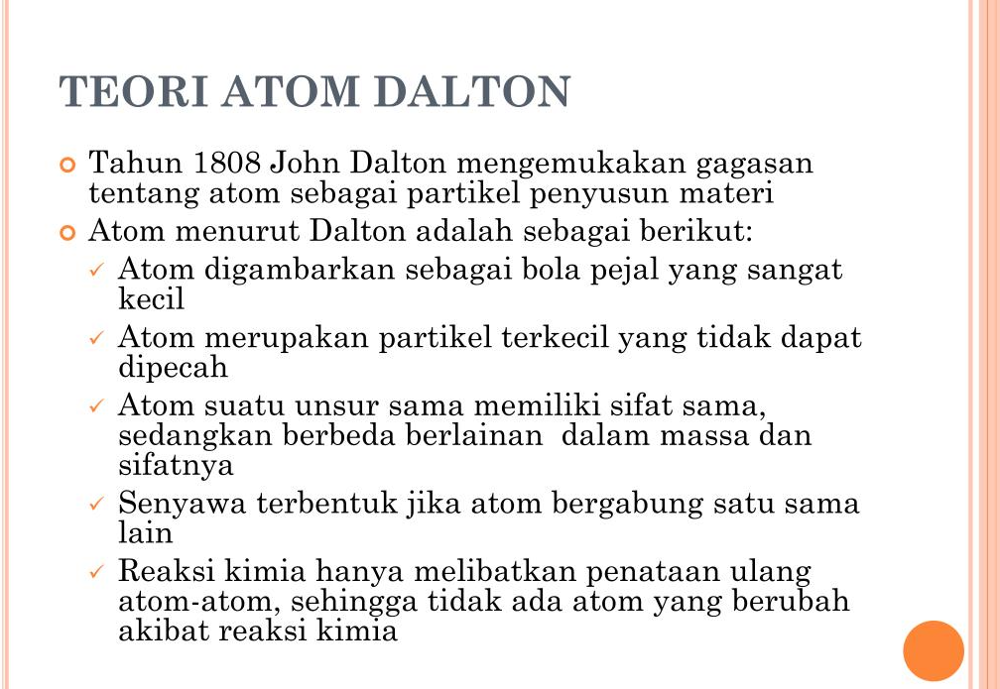 TEORI ATOM DALTON
Tahun 1808 John Dalton mengemukakan gagasan
tentang atom sebagai partikel penyusun materi
Atom menurut Dalton adalah sebagai berikut:
Atom digambarkan sebagai bola pejal yang sangat
kecil
Atom merupakan partikel terkecil yang tidak dapat
dipecah
Atom suatu unsur sama memiliki sifat sama,
sedangkan berbeda berlainan  dalam massa dan
sifatnya
Senyawa terbentuk jika atom bergabung satu sama
lain
Reaksi kimia hanya melibatkan penataan ulang
atom-atom, sehingga tidak ada atom yang berubah
akibat reaksi kimia